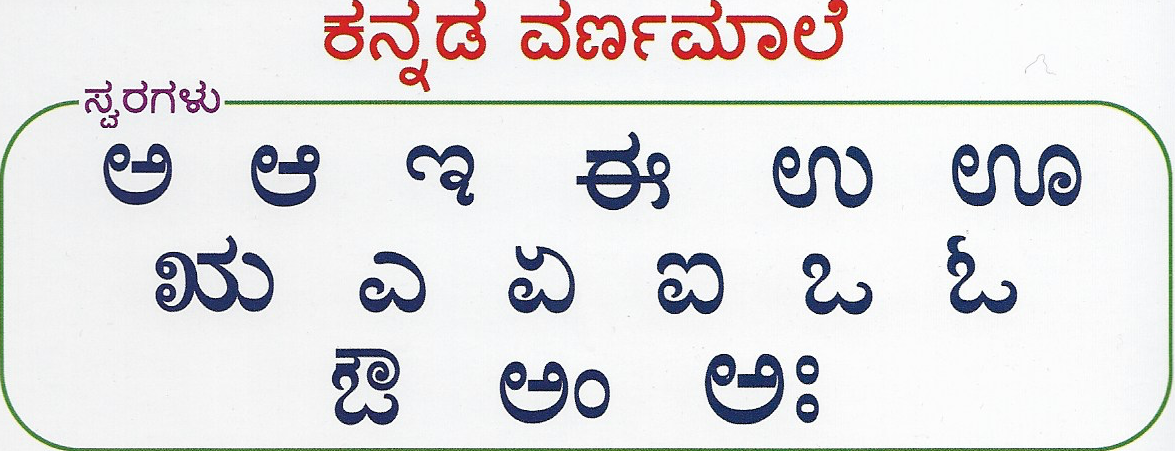 ಕನ್ನಡ ವರ್ಣಮಾಲೆ
ಸ್ವರಗಳು
ಅ ಆ ಇ ಈ ಉ ಊ
ಋ ಎ ಏ ಐ ಒ ಓ
ಔ ಅಂ ಅಃ